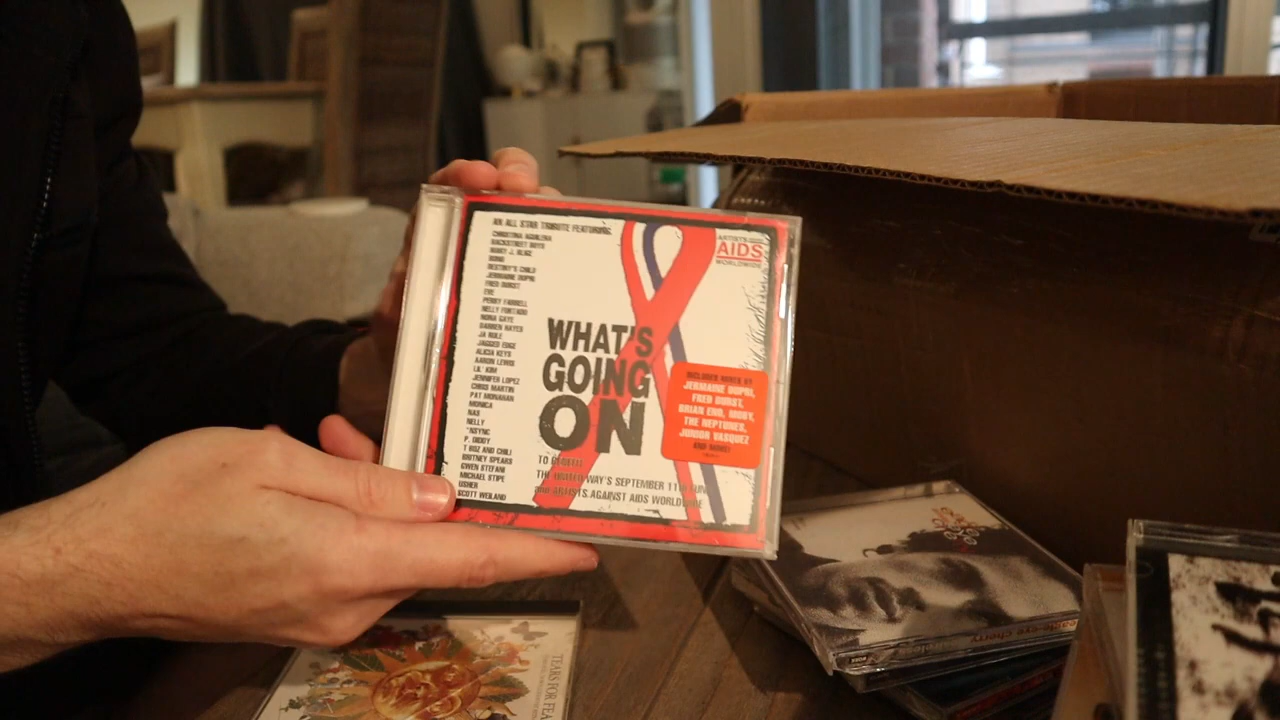 AN ALL STAR TRIBUTE FEATURING:
CHRISTINA AGUILERA
BACKSTREET BOYS
MARY J. BLIGE
BONO
DESTINY'S CHILD
JERMAINE DUPRI
FRED DURST
EVE
PERRY FARRELL
NELLY FURTADO
NONA GAYE
DARREN HAYES
JA RULE
JAGGED EDGE
ALICIA KEYS
AARON LEWIS
LIL' KIM
JENNIFER LOPEZ
CHRIS MARTIN
PAT MONAHAN
MONICA
NAS
NELLY
*NSYNC
P. DIDDY
T BOZ AND CHILI
BRITNEY SPEARS
GWEN STEFANI
MICHAEL STIPE
USHER
SCOTT WEILAND
ARTISTS
AIDS
WORLDWIDE
WHAT'S
GOING
ON
INCLUDES MIXES BY
JERMAINE DUPRI,
FRED DURST,
BRIAN ENO, MOBY,
THE NEPTUNES,
JUNIOR VASQUEZ
AND MORE!
TO BENEFIT
THE UNITED WAY'S SEPTEMBER 11TH FUND
and ARTISTS AGAINST AIDS WORLDWIDE
TEARS FOR FEA
eagle-eye cherry